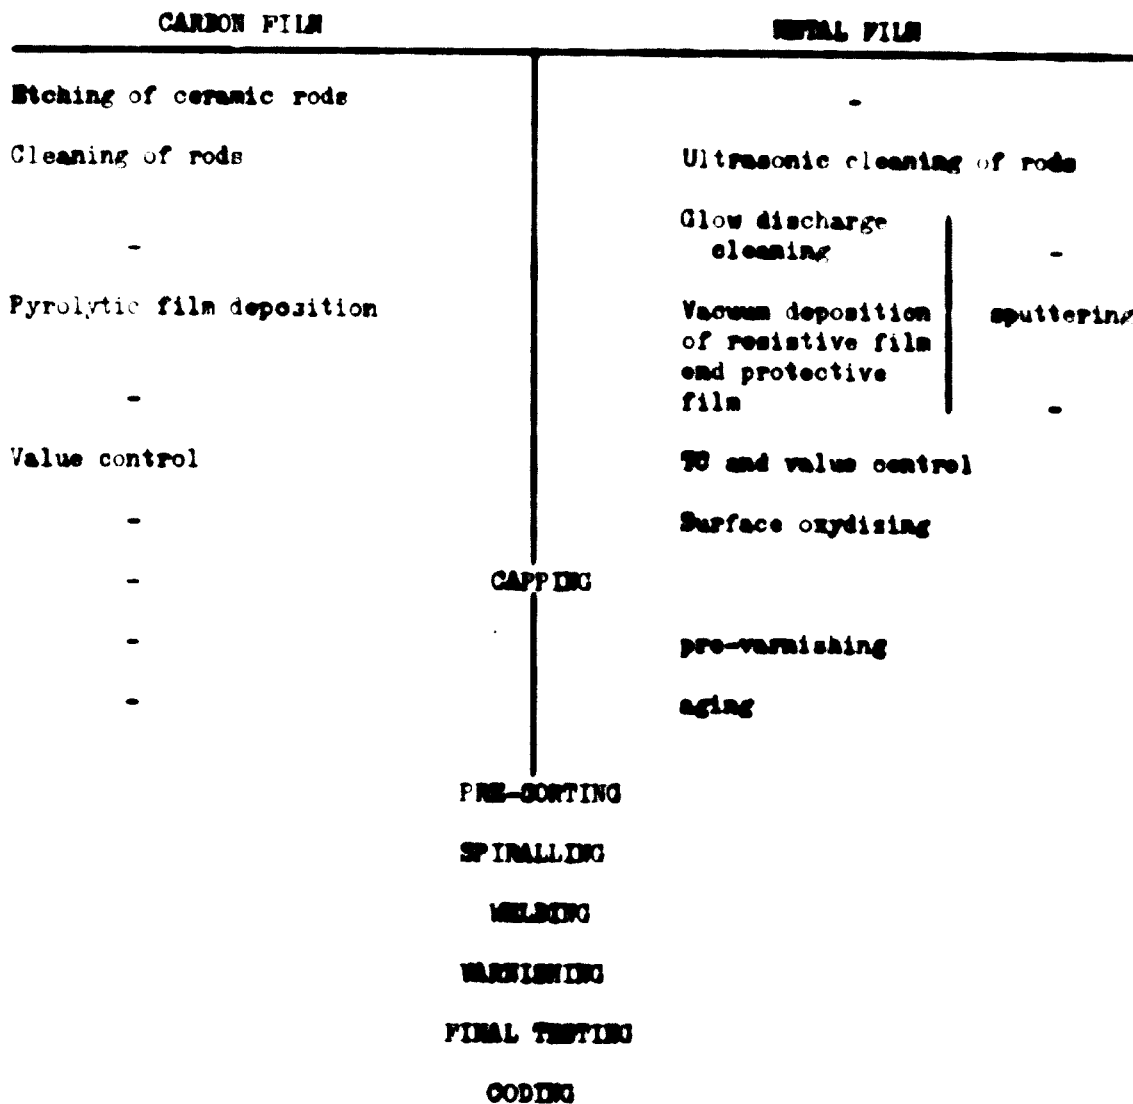 CARBON FILM METAL FILM
Etching of ceramic rods -
Cleaning of rods Ultrasonic cleaning of rods
- Glow discharge
cleaning -
Pyrolytic film deposition Vacuum deposition sputtering
of resistive film
end protective
- film -
Value control TC and value control
- Surface oxydising
- CAPPING
- pre-varnishing
- aging
PRE-SORTING
SPIRALLING
WELDING
VARNISHING
FINAL TESTING
CODING